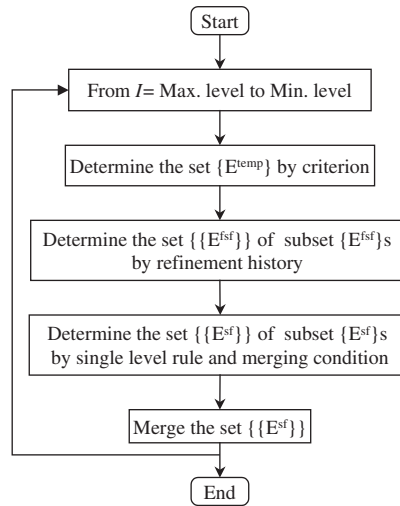 Start
From I= Max. level to Min. level
Determine the set {E^temp} by criterion
Determine the set {{E^fsf}} of subset {E^fsf}s
by refinement history
Determine the set {{E^sf}} of subset {E^sf}s
by single level rule and merging condition
Merge the set {{E^sf}}
End